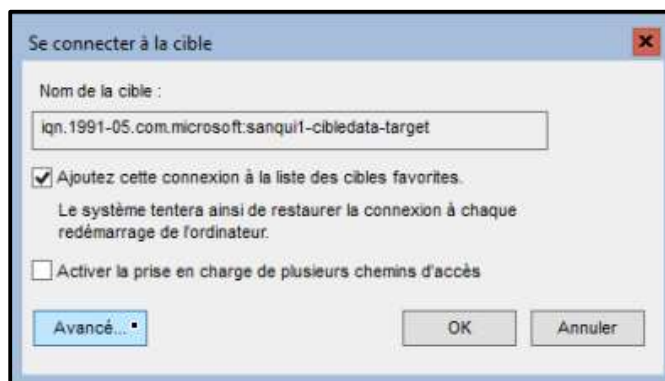 Se connecter à la cible
Nom de la cible :
iqn.1991-05.com.microsoft:sanqui1-cibledata-target
Ajoutez cette connexion à la liste des cibles favorites.
Le système tentera ainsi de restaurer la connexion à chaque
redémarrage de l'ordinateur.
Activer la prise en charge de plusieurs chemins d'accès
Avancé...
OK
Annuler